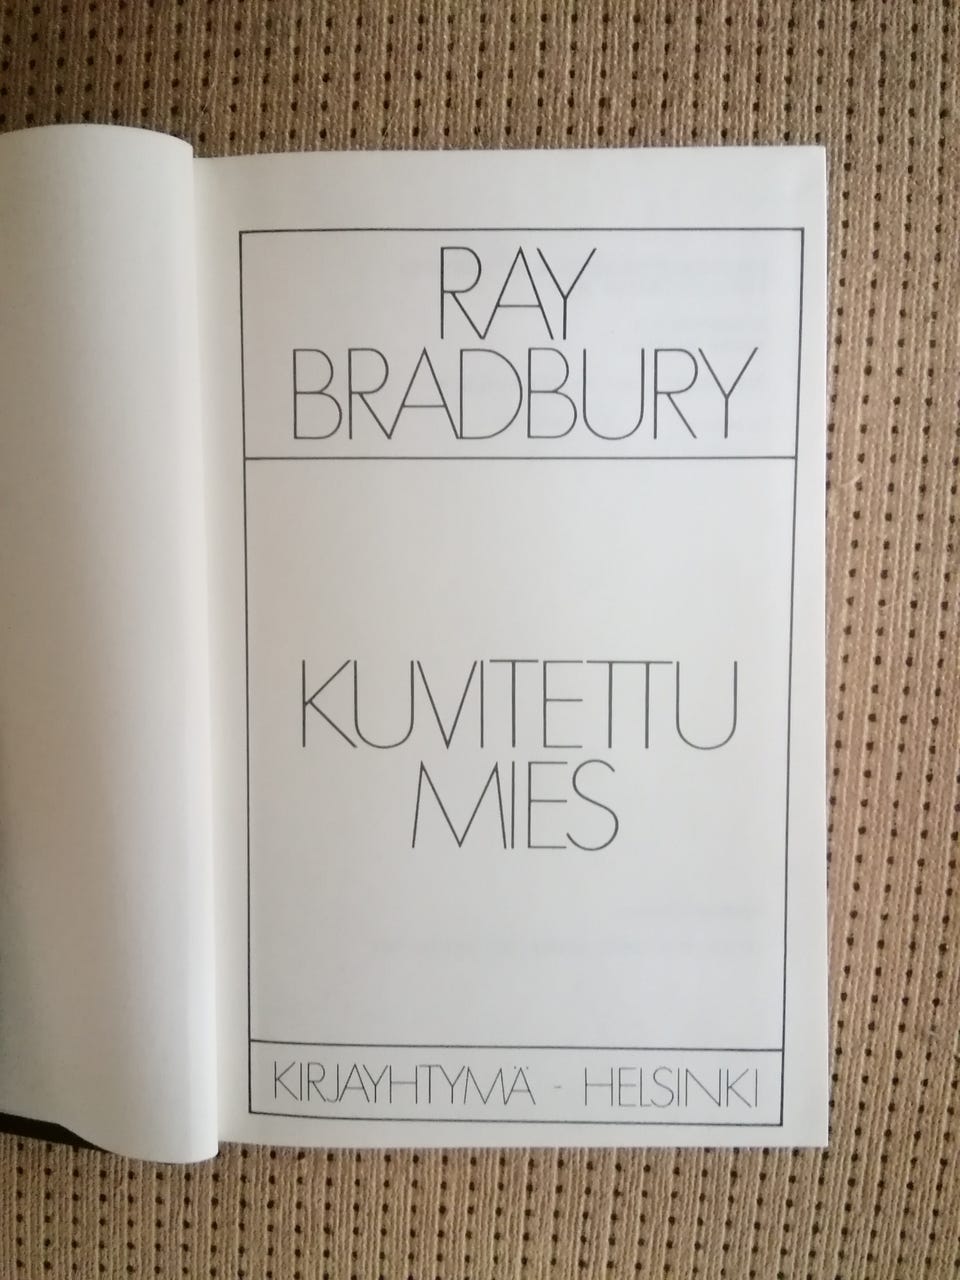 RAY
BRADBURY
KUVITETTU
MIES
KIRJAYHTYMÄ - HELSINKI